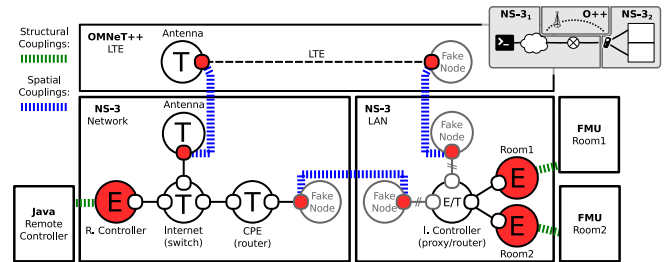 Structural
Couplings:
Spatial
Couplings:
OMNeT++
LTE
Antenna
T
LTE
Fake
Node
NS-3₁
O++
NS-3₂
NS-3
Network
Antenna
T
Fake
Node
NS-3
LAN
Fake
Node
Room1
E
FMU
Room1
Java
Remote
Controller
E
R. Controller
T
Internet
(switch)
T
CPE
(router)
Fake
Node
E/T
I. Controller
(proxy/router)
E
Room2
FMU
Room2